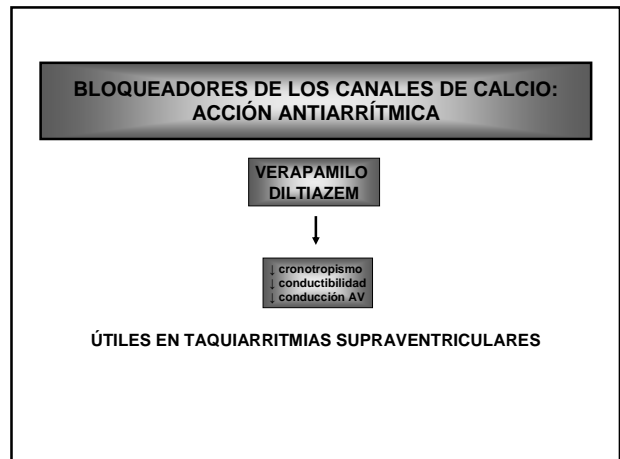 BLOQUEADORES DE LOS CANALES DE CALCIO:
ACCIÓN ANTIARRÍTMICA
VERAPAMILO
DILTIAZEM
↓ cronotropismo
↓ conductibilidad
↓ conducción AV
ÚTILES EN TAQUIARRITMIAS SUPRAVENTRICULARES